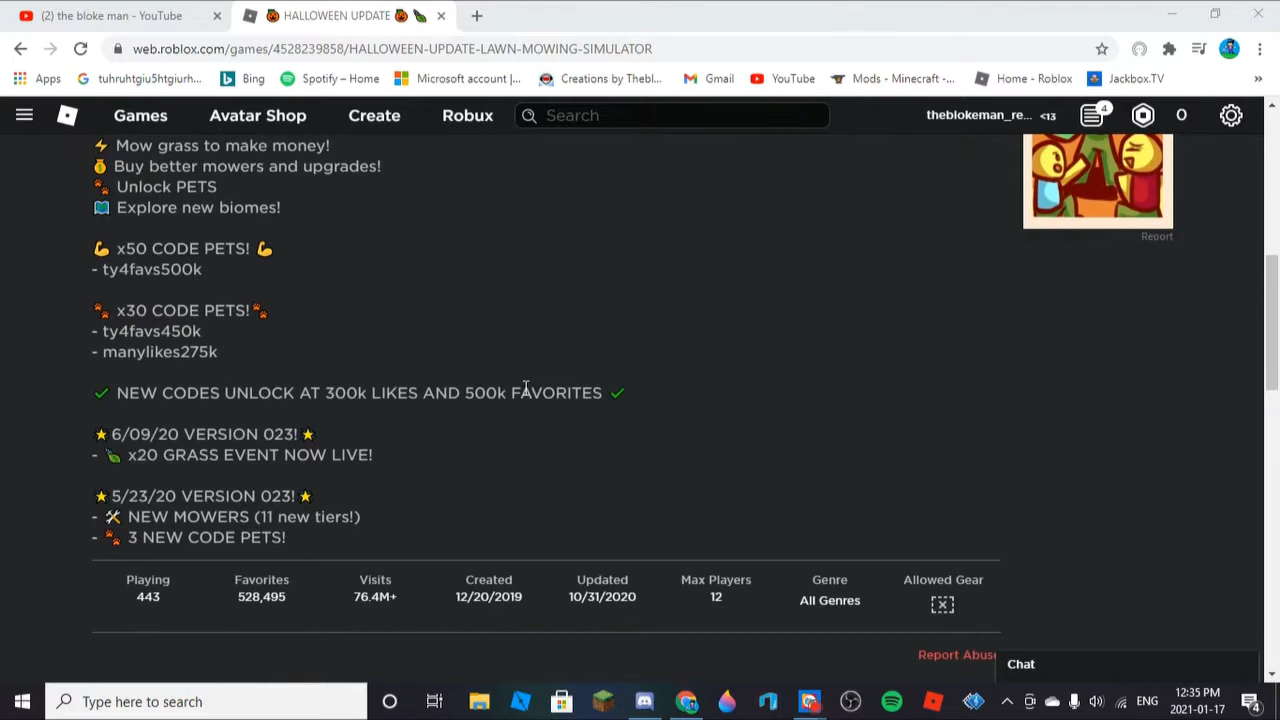 (2) the bloke man - YouTube
🎃 HALLOWEEN UPDATE 🎃
web.roblox.com/games/4528239858/HALLOWEEN-UPDATE-LAWN-MOWING-SIMULATOR
Apps
tuhruhtgiu5htgiurh...
Bing
Spotify – Home
Microsoft account |...
Creations by Thebl...
Gmail
YouTube
Mods - Minecraft -...
Home - Roblox
Jackbox.TV
»
Games
Avatar Shop
Create
Robux
Search
theblokeman_re...
<13
4
0
⚡ Mow grass to make money!
💰 Buy better mowers and upgrades!
🐾 Unlock PETS
🗺 Explore new biomes!
Report
💪 x50 CODE PETS! 💪
- ty4favs500k
🐾 x30 CODE PETS!🐾
- ty4favs450k
- manylikes275k
✔ NEW CODES UNLOCK AT 300k LIKES AND 500k FAVORITES ✔
⭐6/09/20 VERSION 023!⭐
- 🍃 x20 GRASS EVENT NOW LIVE!
⭐5/23/20 VERSION 023!⭐
- 🛠 NEW MOWERS (11 new tiers!)
- 🐾 3 NEW CODE PETS!
Playing Favorites Visits Created Updated Max Players Genre Allowed Gear
443 528,495 76.4M+ 12/20/2019 10/31/2020 12 All Genres
Report Abuse
Chat
Type here to search
ENG
12:35 PM
2021-01-17
4